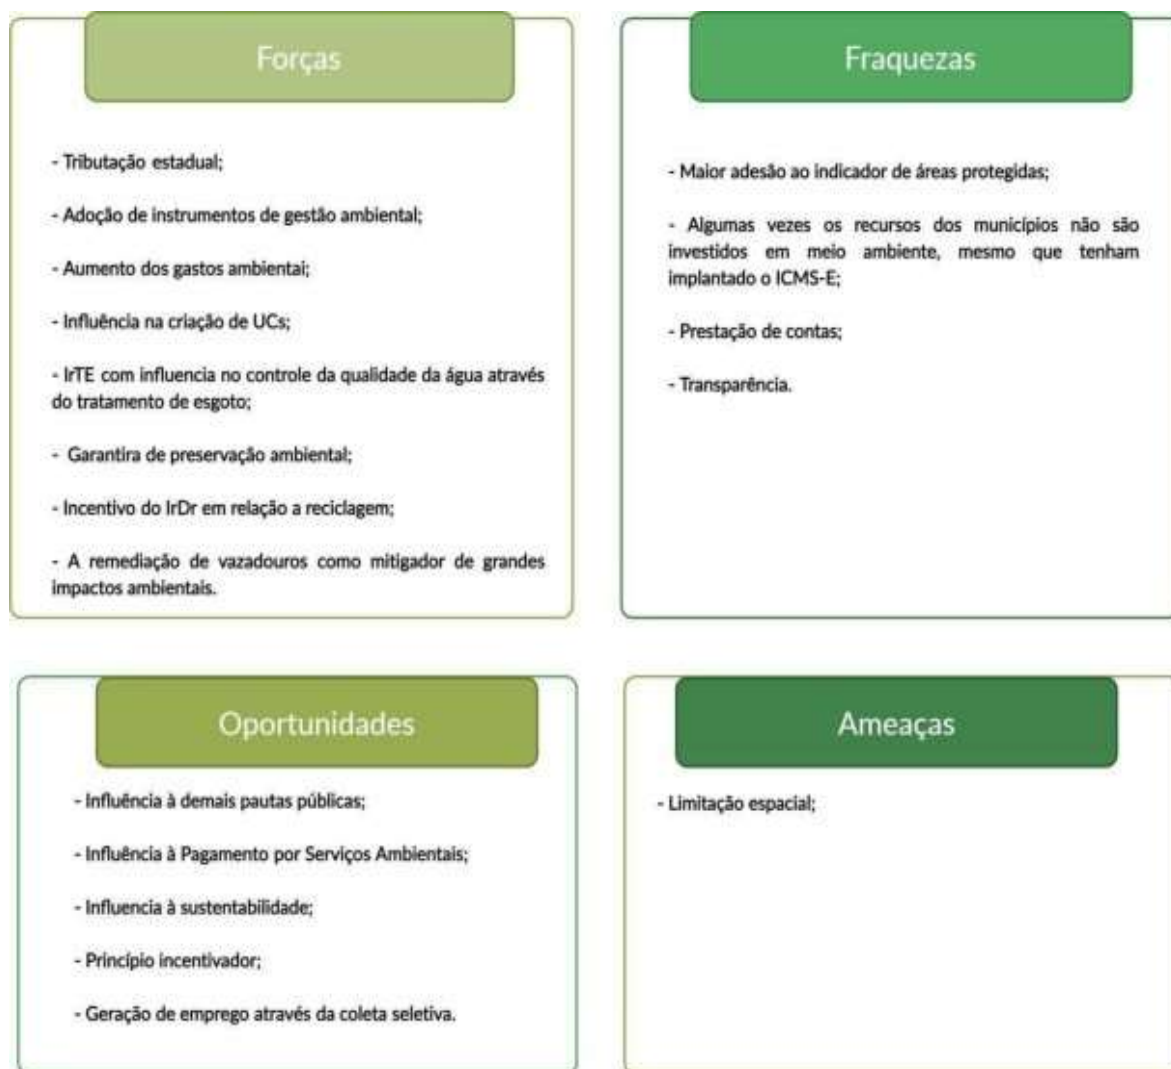 Forças
- Tributação estadual;
- Adoção de instrumentos de gestão ambiental;
- Aumento dos gastos ambientai;
- Influência na criação de UCs;
- IrTE com influencia no controle da qualidade da água através
do tratamento de esgoto;
- Garantira de preservação ambiental;
- Incentivo do IrDr em relação a reciclagem;
- A remediação de vazadouros como mitigador de grandes
impactos ambientais.
Fraquezas
- Maior adesão ao indicador de áreas protegidas;
- Algumas vezes os recursos dos municípios não são
investidos em meio ambiente, mesmo que tenham
implantado o ICMS-E;
- Prestação de contas;
- Transparência.
Oportunidades
- Influência à demais pautas públicas;
- Influência à Pagamento por Serviços Ambientais;
- Influencia à sustentabilidade;
- Princípio incentivador;
- Geração de emprego através da coleta seletiva.
Ameaças
- Limitação espacial;